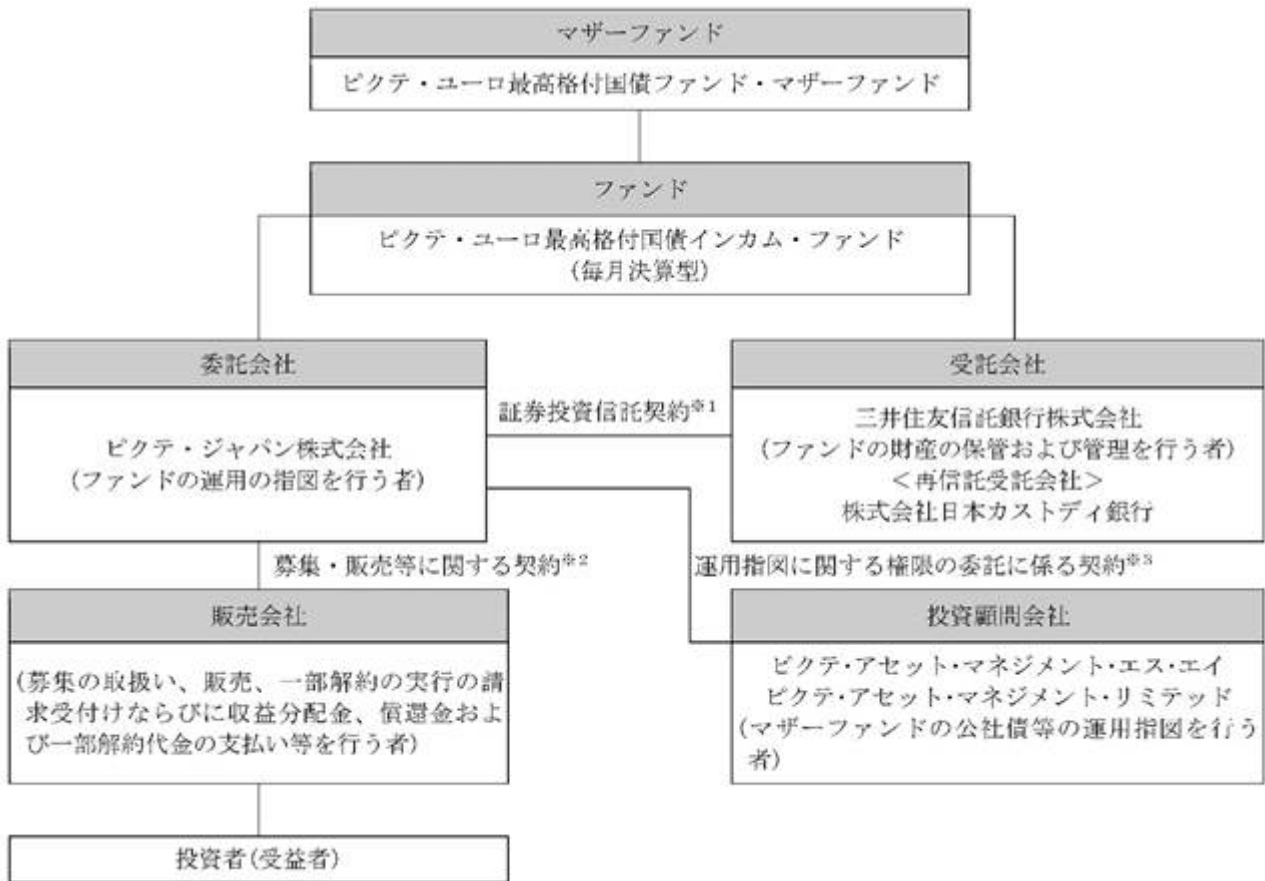 マザーファンド
ピクテ・ユーロ最高格付国債ファンド・マザーファンド
ファンド
ピクテ・ユーロ最高格付国債インカム・ファンド
(毎月決算型)
委託会社
ピクテ・ジャパン株式会社
(ファンドの運用の指図を行う者)
証券投資信託契約※1
受託会社
三井住友信託銀行株式会社
(ファンドの財産の保管および管理を行う者)
<再信託受託会社>
株式会社日本カストディ銀行
募集・販売等に関する契約※2
運用指図に関する権限の委託に係る契約※3
販売会社
(募集の取扱い、販売、一部解約の実行の請
求受付けならびに収益分配金、償還金およ
び一部解約代金の支払い等を行う者)
投資顧問会社
ピクテ・アセット・マネジメント・エス・エイ
ピクテ・アセット・マネジメント・リミテッド
(マザーファンドの公社債等の運用指図を行う
者)
投資者(受益者)